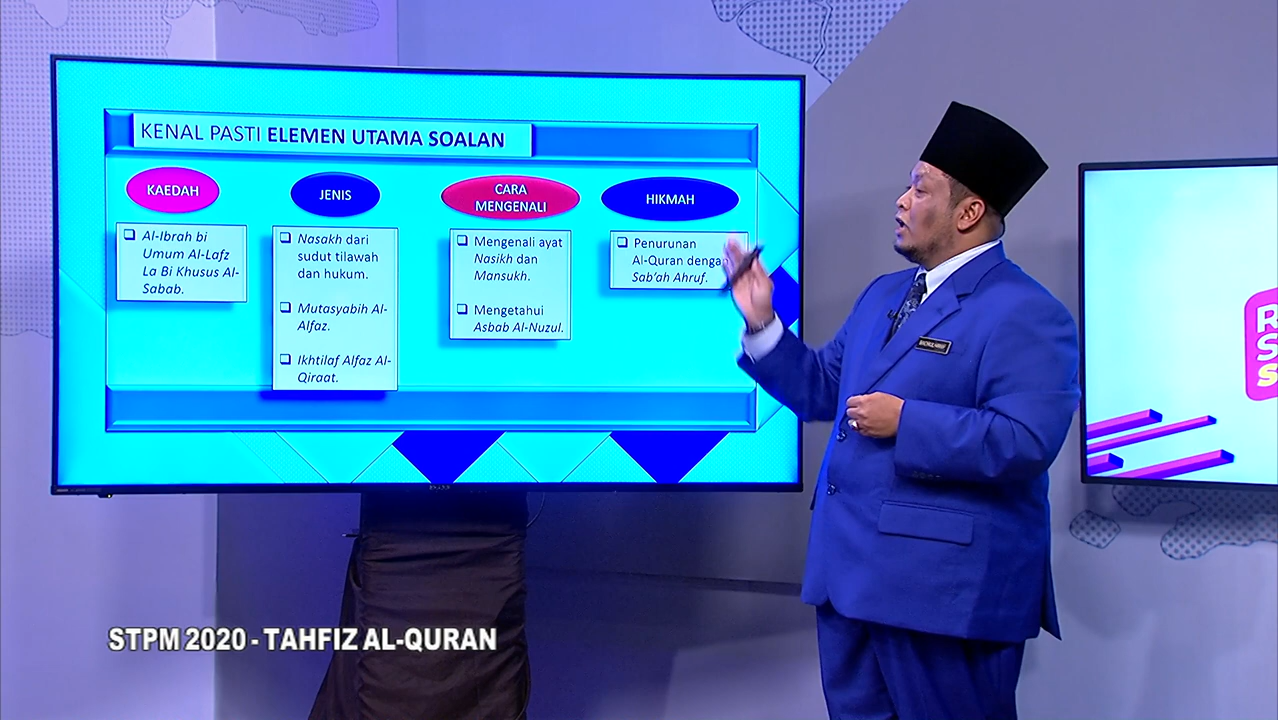 KENAL PASTI ELEMEN UTAMA SOALAN
KAEDAH
Al-Ibrah bi
Umum Al-Lafz
La Bi Khusus Al-
Sabab.
JENIS
Nasakh dari
sudut tilawah
dan hukum.
Mutasyabih Al-
Alfaz.
Ikhtilaf Alfaz Al-
Qiraat.
CARA
MENGENALI
Mengenali ayat
Nasikh dan
Mansukh.
Mengetahui
Asbab Al-Nuzul.
HIKMAH
Penurunan
Al-Quran dengan
Sab'ah Ahruf.
R
S
S
STPM 2020 - TAHFIZ AL-QURAN